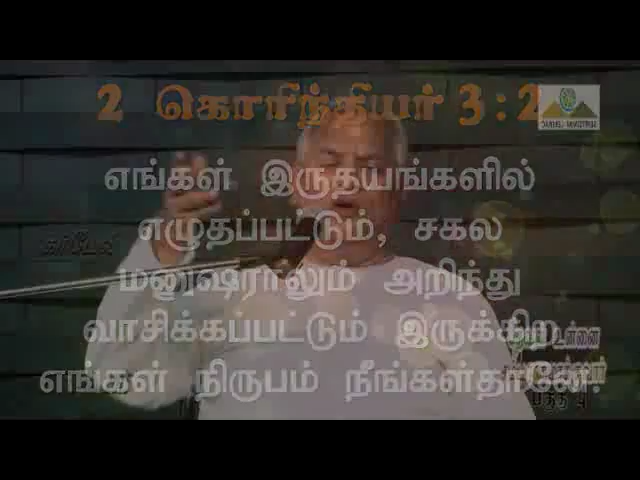 2 கொரிந்தியர் 3:2
எங்கள் இருதயங்களில்
எழுதப்பட்டும், சகல
மனுஷராலும் அறிந்து
வாசிக்கப்பட்டும் இருக்கிற
உன்னை
எங்கள் நிருபம் நீங்கள்தானே.